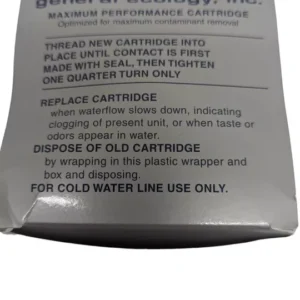 general ecology, inc.
MAXIMUM PERFORMANCE CARTRIDGE
Optimized for maximum contaminant removal
THREAD NEW CARTRIDGE INTO
PLACE UNTIL CONTACT IS FIRST
MADE WITH SEAL, THEN TIGHTEN
ONE QUARTER TURN ONLY
REPLACE CARTRIDGE
when waterflow slows down, indicating
clogging of present unit, or when taste or
odors appear in water.
DISPOSE OF OLD CARTRIDGE
by wrapping in this plastic wrapper and
box and disposing.
FOR COLD WATER LINE USE ONLY.